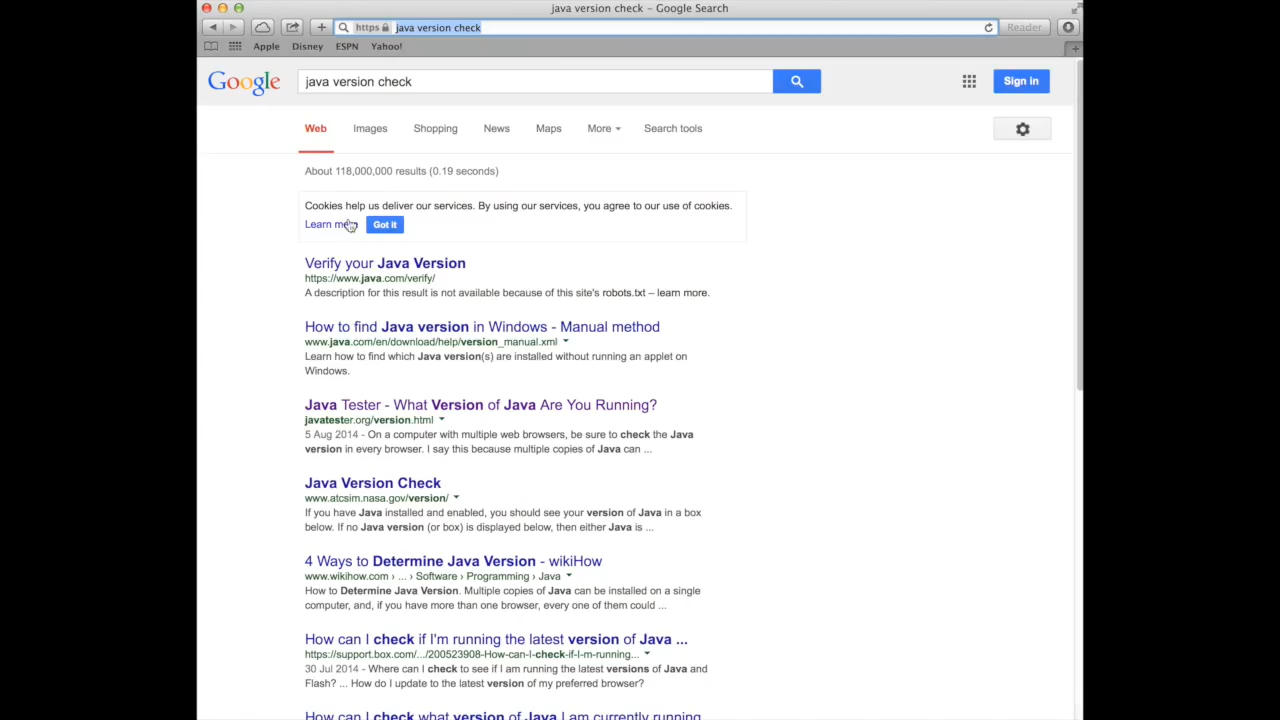 java version check – Google Search
https java version check Reader
Apple Disney ESPN Yahoo!
Google java version check Sign in
Web Images Shopping News Maps More Search tools
About 118,000,000 results (0.19 seconds)
Cookies help us deliver our services. By using our services, you agree to our use of cookies.
Learn Got it
Verify your Java Version
https://www.java.com/verify/
A description for this result is not available because of this site's robots.txt – learn more.
How to find Java version in Windows - Manual method
www.java.com/en/download/help/version_manual.xml
Learn how to find which Java version(s) are installed without running an applet on
Windows.
Java Tester - What Version of Java Are You Running?
javatester.org/version.html
5 Aug 2014 - On a computer with multiple web browsers, be sure to check the Java
version in every browser. I say this because multiple copies of Java can ...
Java Version Check
www.atcsim.nasa.gov/version/
If you have Java installed and enabled, you should see your version of Java in a box
below. If no Java version (or box) is displayed below, then either Java is ...
4 Ways to Determine Java Version - wikiHow
www.wikihow.com › ... › Software › Programming › Java
How to Determine Java Version. Multiple copies of Java can be installed on a single
computer, and, if you have more than one browser, every one of them could ...
How can I check if I'm running the latest version of Java ...
https://support.box.com/.../200523908-How-can-I-check-if-I-m-running...
30 Jul 2014 - Where can I check to see if I am running the latest versions of Java and
Flash? ... How do I update to the latest version of my preferred browser?
How can I check what version of Java I am currently running